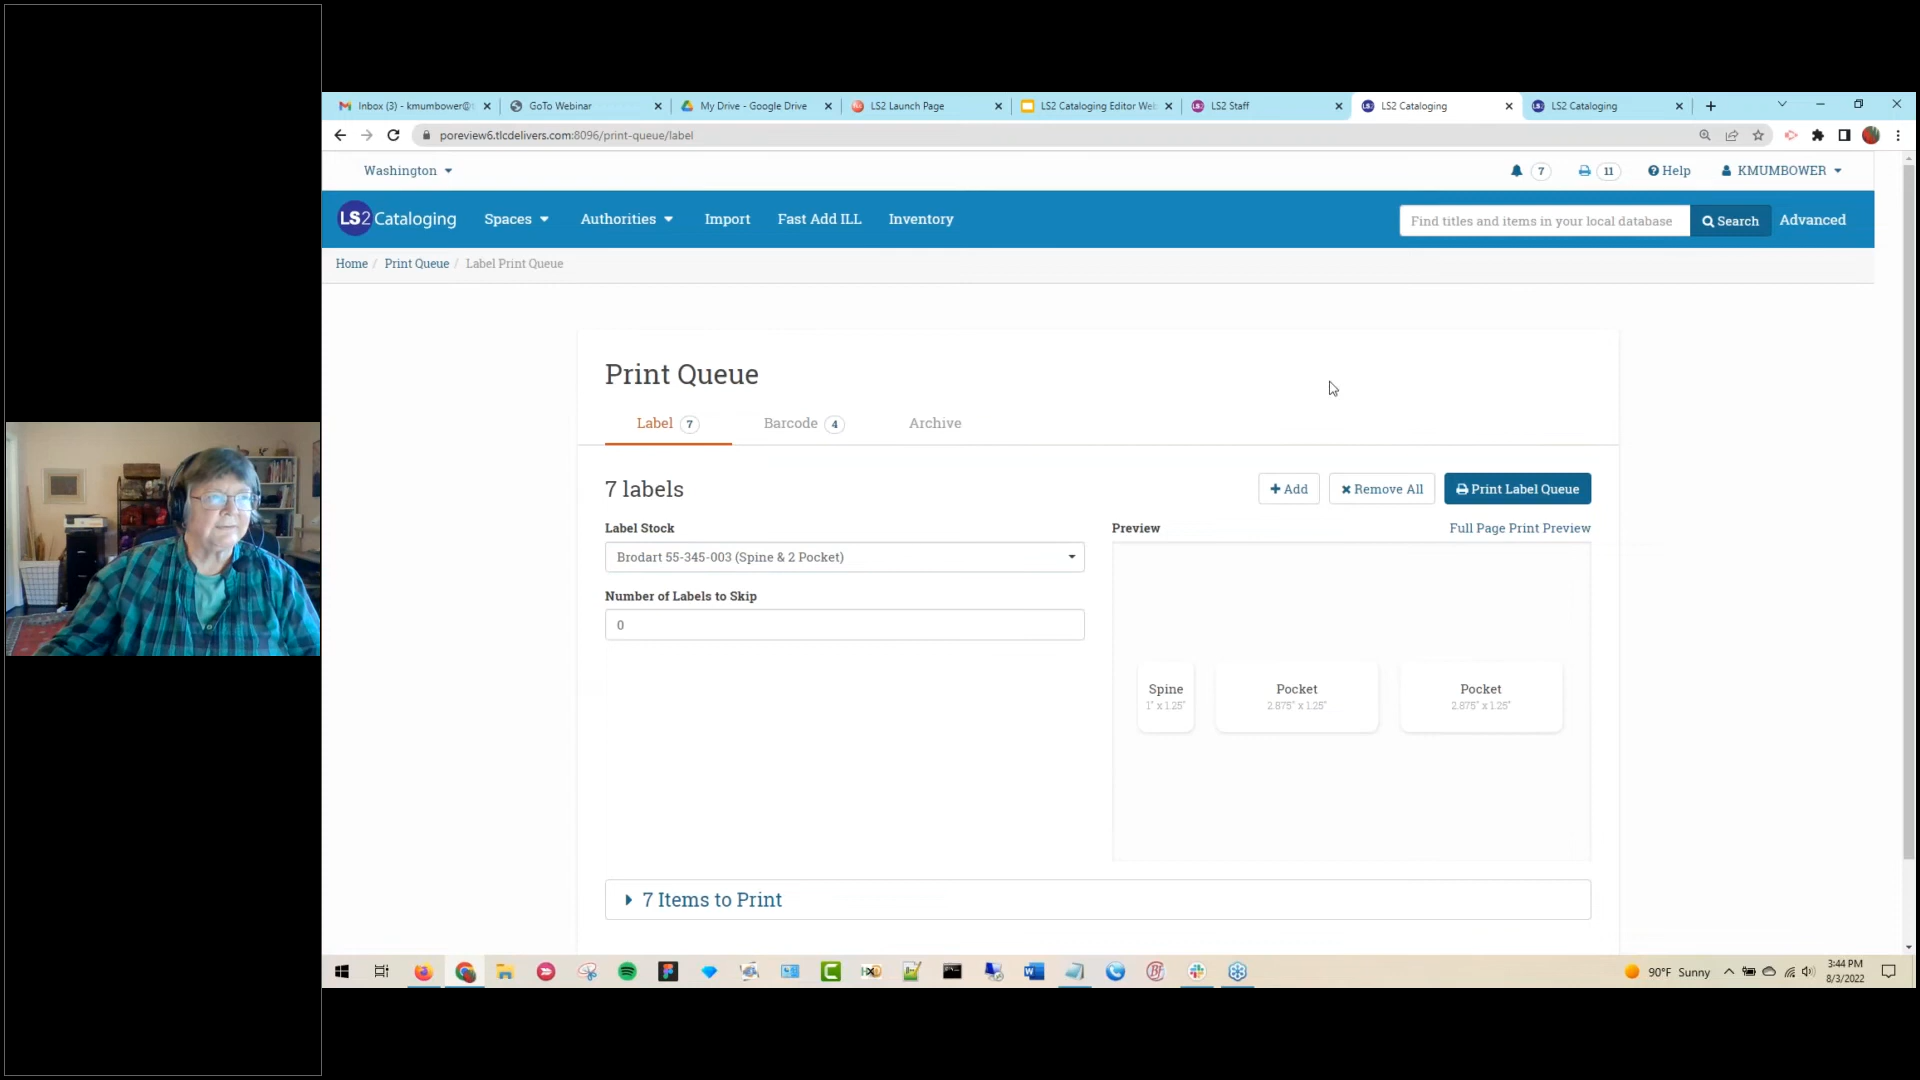 Inbox (3) - kmumbower@
GoTo Webinar
My Drive - Google Drive
LS2 Launch Page
LS2 Cataloging Editor Web
LS2 Staff
LS2 Cataloging
LS2 Cataloging
poreview6.tlcdelivers.com:8096/print-queue/label
Washington
7
11
Help
KMUMBOWER
LS2 Cataloging
Spaces
Authorities
Import
Fast Add ILL
Inventory
Find titles and items in your local database
Search
Advanced
Home / Print Queue / Label Print Queue
Print Queue
Label 7
Barcode 4
Archive
7 labels
Add
Remove All
Print Label Queue
Label Stock
Brodart 55-345-003 (Spine & 2 Pocket)
Number of Labels to Skip
0
Preview
Full Page Print Preview
Spine
1" x 1.25"
Pocket
2.875" x 1.25"
Pocket
2.875" x 1.25"
7 Items to Print
90°F Sunny
3:44 PM
8/3/2022